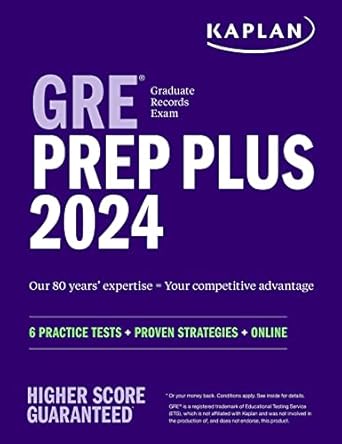 KAPLAN
GRE®
Graduate
Records
Exam
PREP PLUS
2024
Our 80 years' expertise = Your competitive advantage
6 PRACTICE TESTS + PROVEN STRATEGIES + ONLINE
HIGHER SCORE
GUARANTEED*
* Or your money back. Conditions apply. See inside for details.
GRE® is a registered trademark of Educational Testing Service
(ETS), which is not affiliated with Kaplan and was not involved in
the production of, and does not endorse, this product.